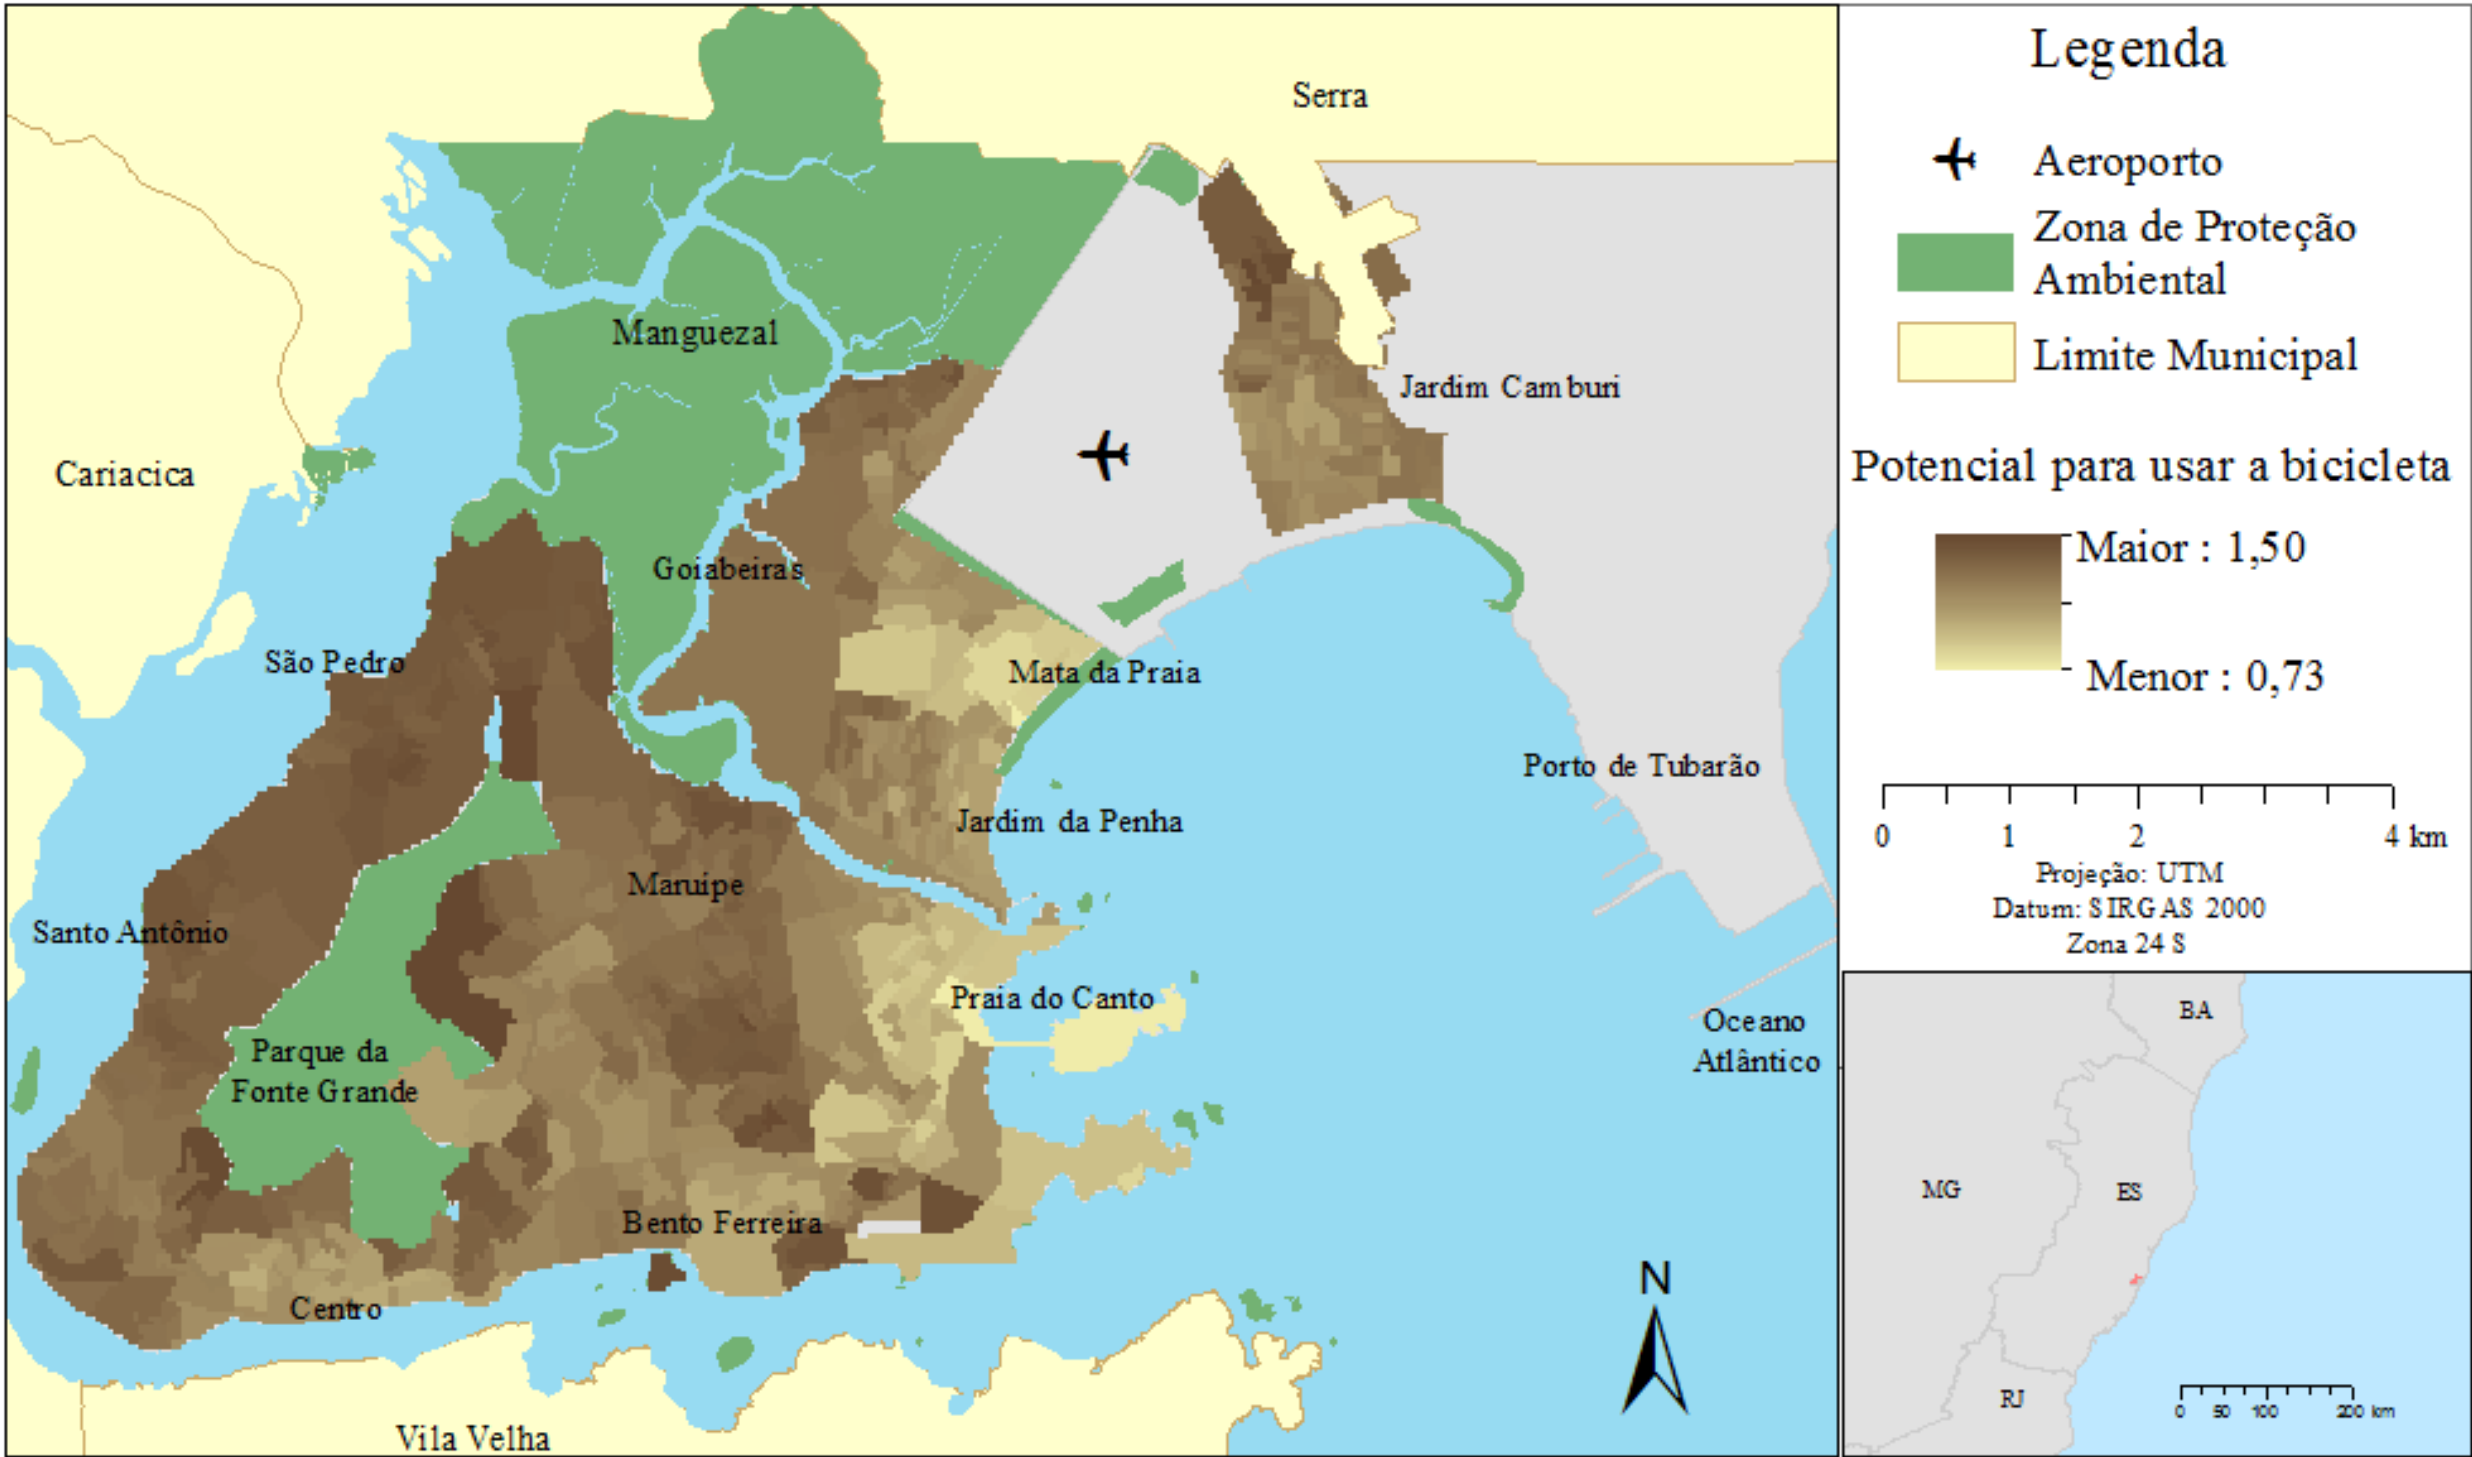 Serra
Manguezal
Jardim Camburi
Cariacica
Goiabeiras
São Pedro
Mata da Praia
Porto de Tubarão
Jardim da Penha
Maruipe
Santo Antônio
Praia do Canto
Oceano
Atlântico
Parque da
Fonte Grande
Bento Ferreira
Centro
N
Vila Velha
Legenda
Aeroporto
Zona de Proteção
Ambiental
Limite Municipal
Potencial para usar a bicicleta
Maior : 1,50
Menor : 0,73
0 1 2 4 km
Projeção: UTM
Datum: SIRGAS 2000
Zona 24 S
BA
MG
ES
RJ
0 50 100 200 km